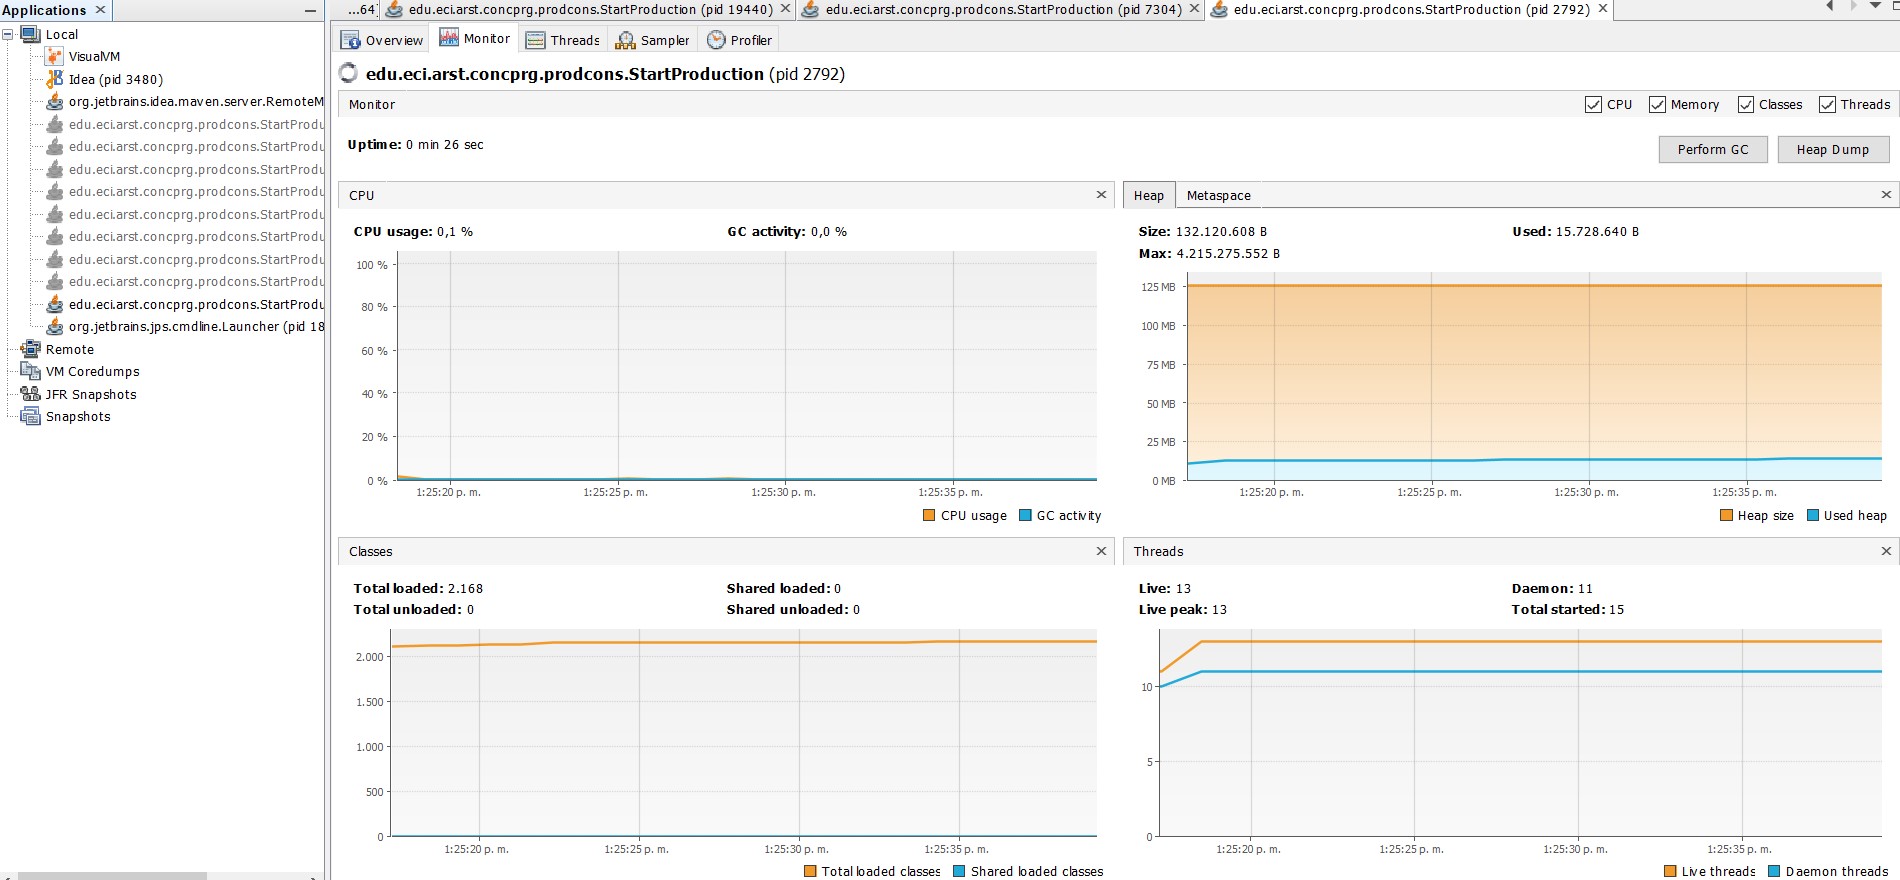 Applications
Local
VisualVM
Idea (pid 3480)
org.jetbrains.idea.maven.server.RemoteM
edu.eci.arst.concprg.prodcons.StartProdu
edu.eci.arst.concprg.prodcons.StartProdu
edu.eci.arst.concprg.prodcons.StartProdu
edu.eci.arst.concprg.prodcons.StartProdu
edu.eci.arst.concprg.prodcons.StartProdu
edu.eci.arst.concprg.prodcons.StartProdu
edu.eci.arst.concprg.prodcons.StartProdu
edu.eci.arst.concprg.prodcons.StartProdu
edu.eci.arst.concprg.prodcons.StartProdu
org.jetbrains.jps.cmdline.Launcher (pid 18
Remote
VM Coredumps
JFR Snapshots
Snapshots
...64) edu.eci.arst.concprg.prodcons.StartProduction (pid 19440) edu.eci.arst.concprg.prodcons.StartProduction (pid 7304) edu.eci.arst.concprg.prodcons.StartProduction (pid 2792)
Overview Monitor Threads Sampler Profiler
edu.eci.arst.concprg.prodcons.StartProduction (pid 2792)
Monitor CPU Memory Classes Threads
Uptime: 0 min 26 sec
Perform GC Heap Dump
CPU
CPU usage: 0,1 % GC activity: 0,0 %
100 %
80 %
60 %
40 %
20 %
0 %
1:25:20 p. m. 1:25:25 p. m. 1:25:30 p. m. 1:25:35 p. m.
CPU usage GC activity
Heap Metaspace
Size: 132.120.608 B Used: 15.728.640 B
Max: 4.215.275.552 B
125 MB
100 MB
75 MB
50 MB
25 MB
0 MB
1:25:20 p. m. 1:25:25 p. m. 1:25:30 p. m. 1:25:35 p. m.
Heap size Used heap
Classes
Total loaded: 2.168 Shared loaded: 0
Total unloaded: 0 Shared unloaded: 0
2.000
1.500
1.000
500
0
1:25:20 p. m. 1:25:25 p. m. 1:25:30 p. m. 1:25:35 p. m.
Total loaded classes Shared loaded classes
Threads
Live: 13 Daemon: 11
Live peak: 13 Total started: 15
10
5
0
1:25:20 p. m. 1:25:25 p. m. 1:25:30 p. m. 1:25:35 p. m.
Live threads Daemon threads